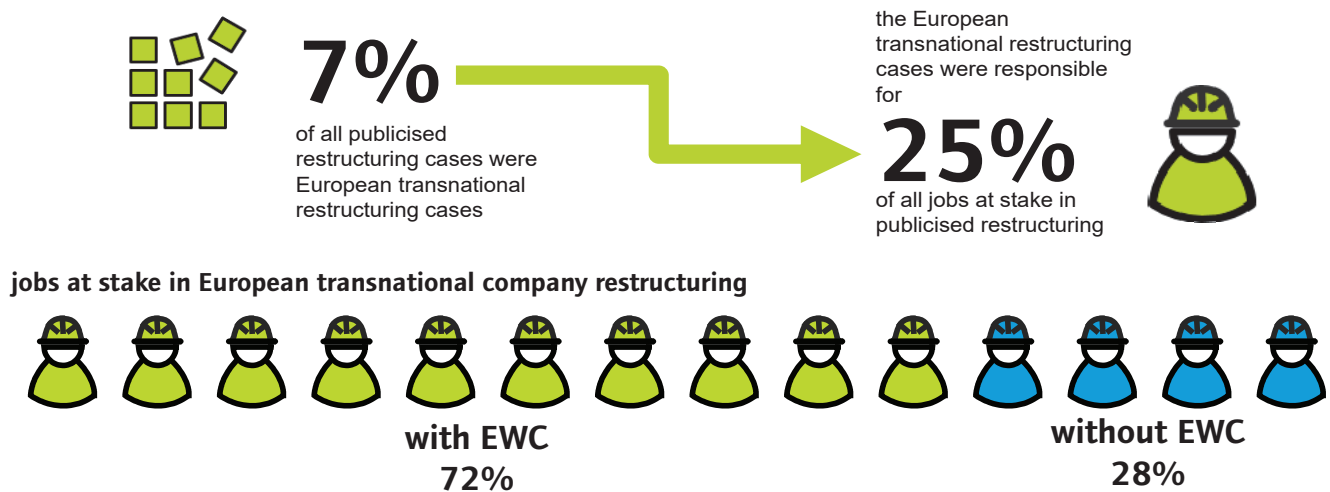 7%
of all publicised
restructuring cases were
European transnational
restructuring cases
the European
transnational restructuring
cases were responsible
for
25%
of all jobs at stake in
publicised restructuring
jobs at stake in European transnational company restructuring
with EWC
72%
without EWC
28%